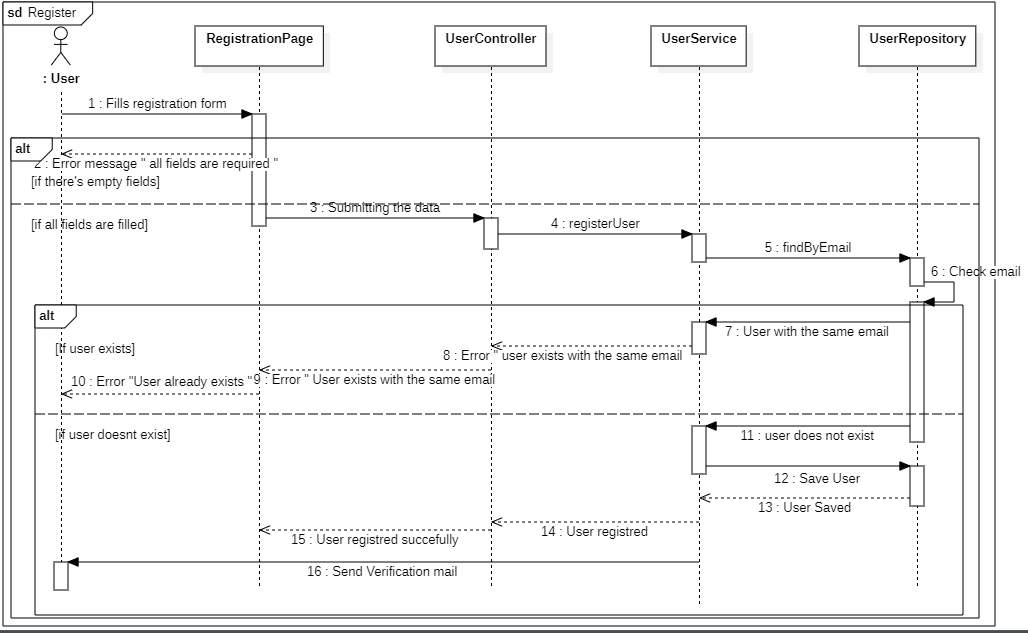 sd Register
: User
RegistrationPage
UserController
UserService
UserRepository
1 : Fills registration form
alt
2 : Error message " all fields are required "
[if there's empty fields]
3 : Submitting the data
[if all fields are filled]
4 : registerUser
5 : findByEmail
6 : Check email
alt
7 : User with the same email
[if user exists]
8 : Error " user exists with the same email
9 : Error " User exists with the same email
10 : Error "User already exists "
[if user doesnt exist]
11 : user does not exist
12 : Save User
13 : User Saved
14 : User registred
15 : User registred succefully
16 : Send Verification mail